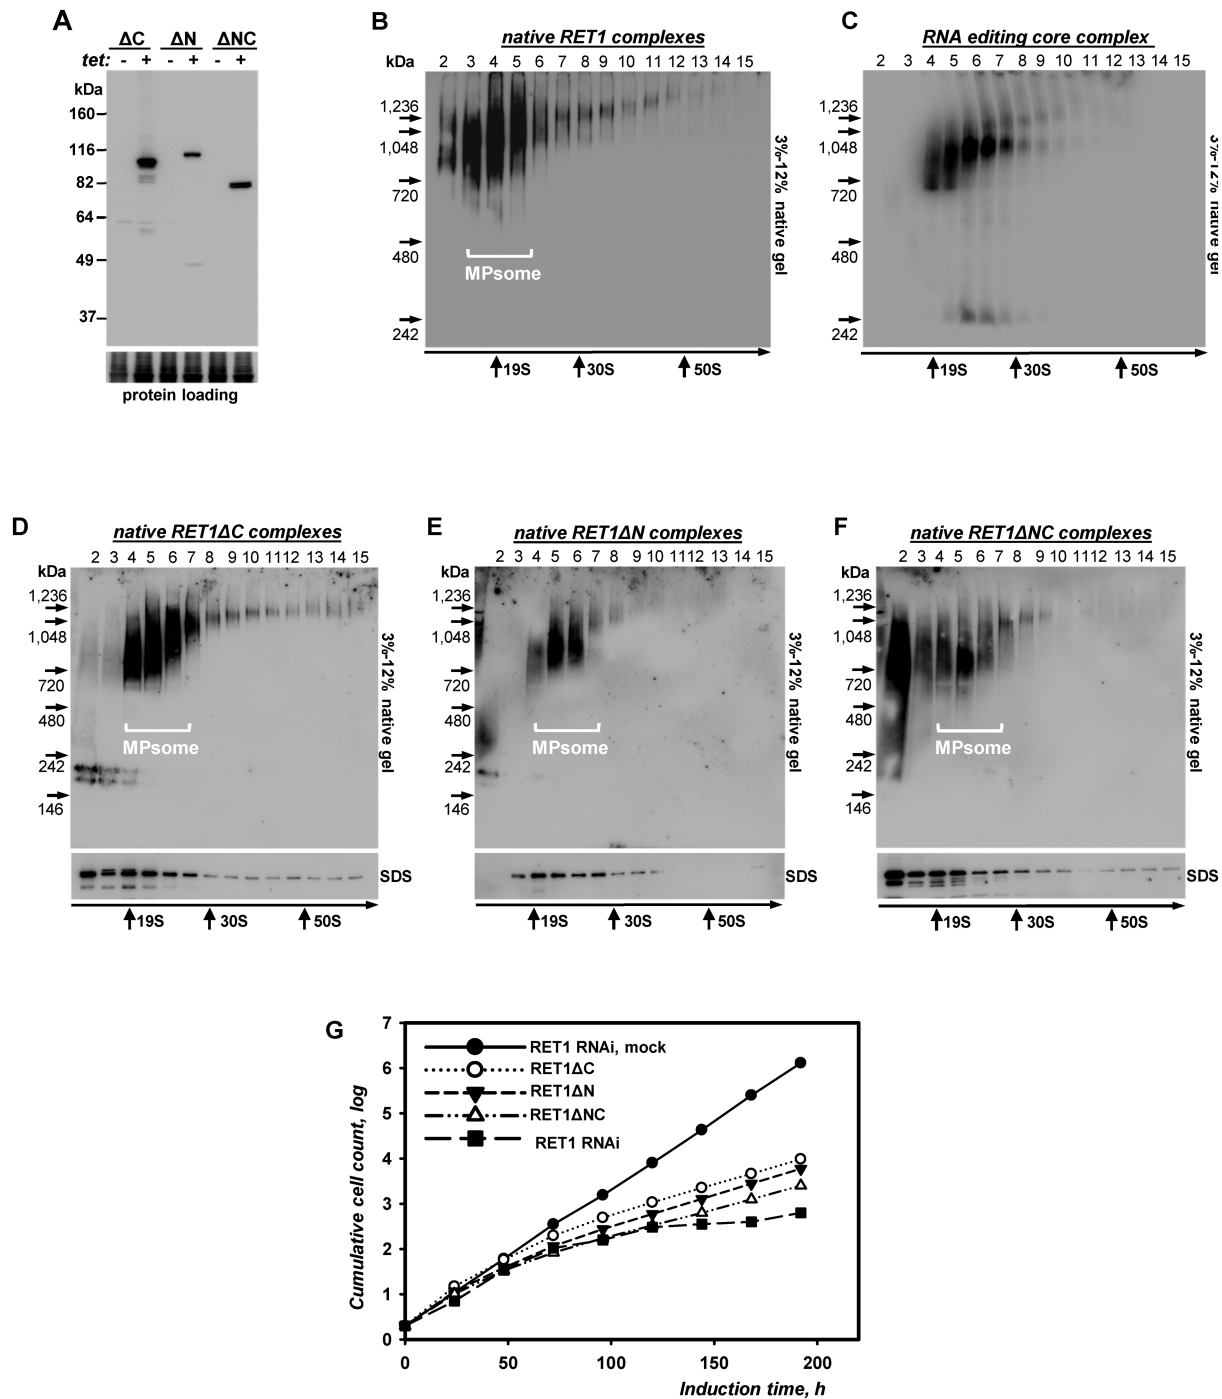 A
ΔC ΔN ΔNC
tet: - + - + - +
kDa
160
116
82
64
49
37
protein loading
B
native RET1 complexes
kDa 2 3 4 5 6 7 8 9 10 11 12 13 14 15
1,236
1,048
720
480
242
MPsome
3%-12% native gel
19S 30S 50S
C
RNA editing core complex
2 3 4 5 6 7 8 9 10 11 12 13 14 15
1,236
1,048
720
480
242
3%-12% native gel
19S 30S 50S
D
native RET1ΔC complexes
2 3 4 5 6 7 8 9 10 1112 13 14 15
kDa
1,236
1,048
720
480
242
146
MPsome
3%-12% native gel
SDS
19S 30S 50S
E
native RET1ΔN complexes
2 3 4 5 6 7 8 9 10 1112 13 14 15
kDa
1,236
1,048
720
480
242
146
MPsome
3%-12% native gel
SDS
19S 30S 50S
F
native RET1ΔNC complexes
2 3 4 5 6 7 8 9 10 1112 13 14 15
kDa
1,236
1,048
720
480
242
146
MPsome
3%-12% native gel
SDS
19S 30S 50S
G
Cumulative cell count, log
7
6
5
4
3
2
1
0
RET1 RNAi, mock
RET1ΔC
RET1ΔN
RET1ΔNC
RET1 RNAi
0 50 100 150 200
Induction time, h